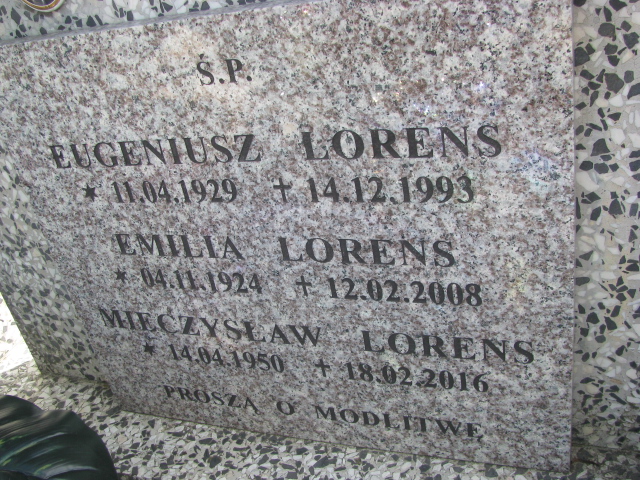 Ś.P.
EUGENIUSZ LORENS
★ 11.04.1929 ✝ 14.12.1993
EMILIA LORENS
★ 04.11.1924 ✝ 12.02.2008
MIECZYSŁAW LORENS
★ 14.04.1950 ✝ 18.02.2016
PROSZĄ O MODLITWĘ